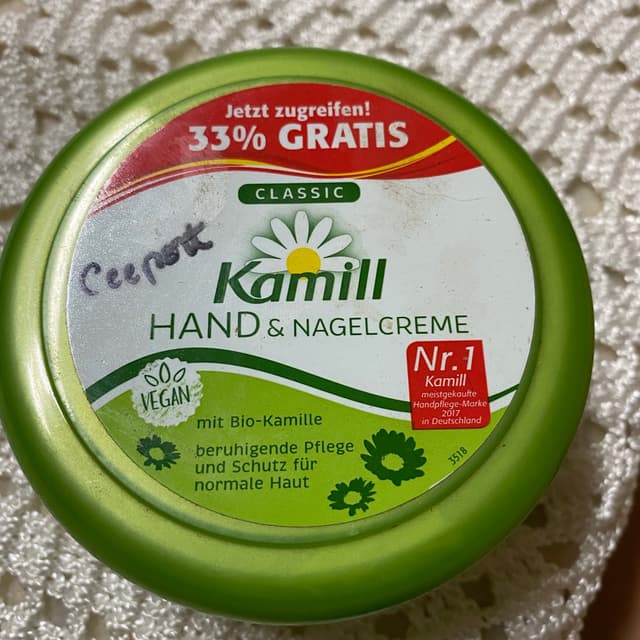 Jetzt zugreifen!
33% GRATIS
CLASSIC
Kamill
HAND & NAGELCREME
Nr.1
Kamill
meistgekaufte
Handpflege-Marke
2017
in Deutschland
VEGAN
mit Bio-Kamille
beruhigende Pflege
und Schutz für
normale Haut
3518